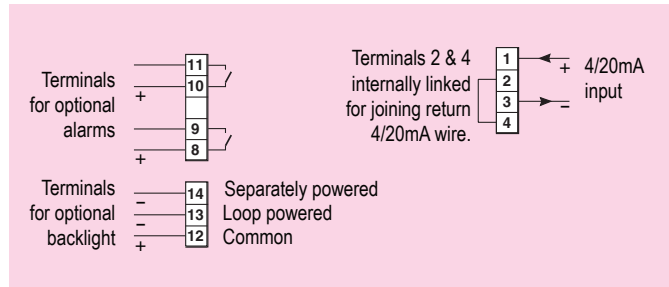 Terminals
for optional
alarms
11
10
+
9
8
+
Terminals 2 & 4
internally linked
for joining return
4/20mA wire.
1
2
3
4
+
–
4/20mA
input
Terminals
for optional
backlight
–
–
+
14 Separately powered
13 Loop powered
12 Common